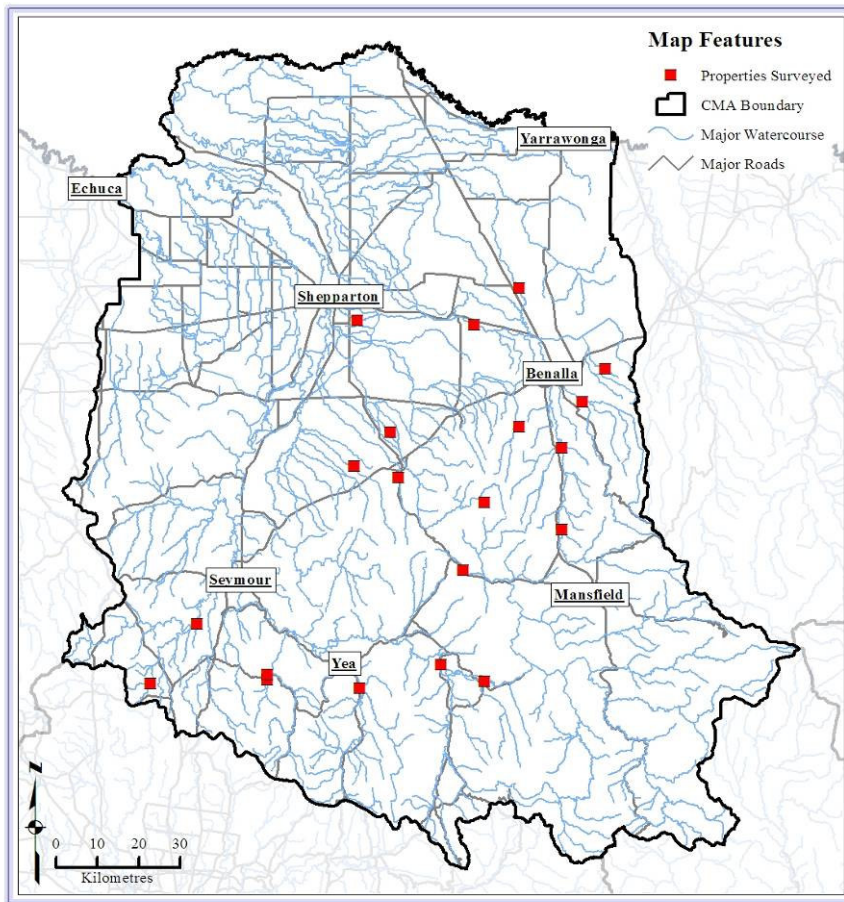 Map Features
Properties Surveyed
CMA Boundary
Major Watercourse
Major Roads
Yarrawonga
Echuca
Shepparton
Benalla
Seymour
Mansfield
Yea
N
0 10 20 30
Kilometres